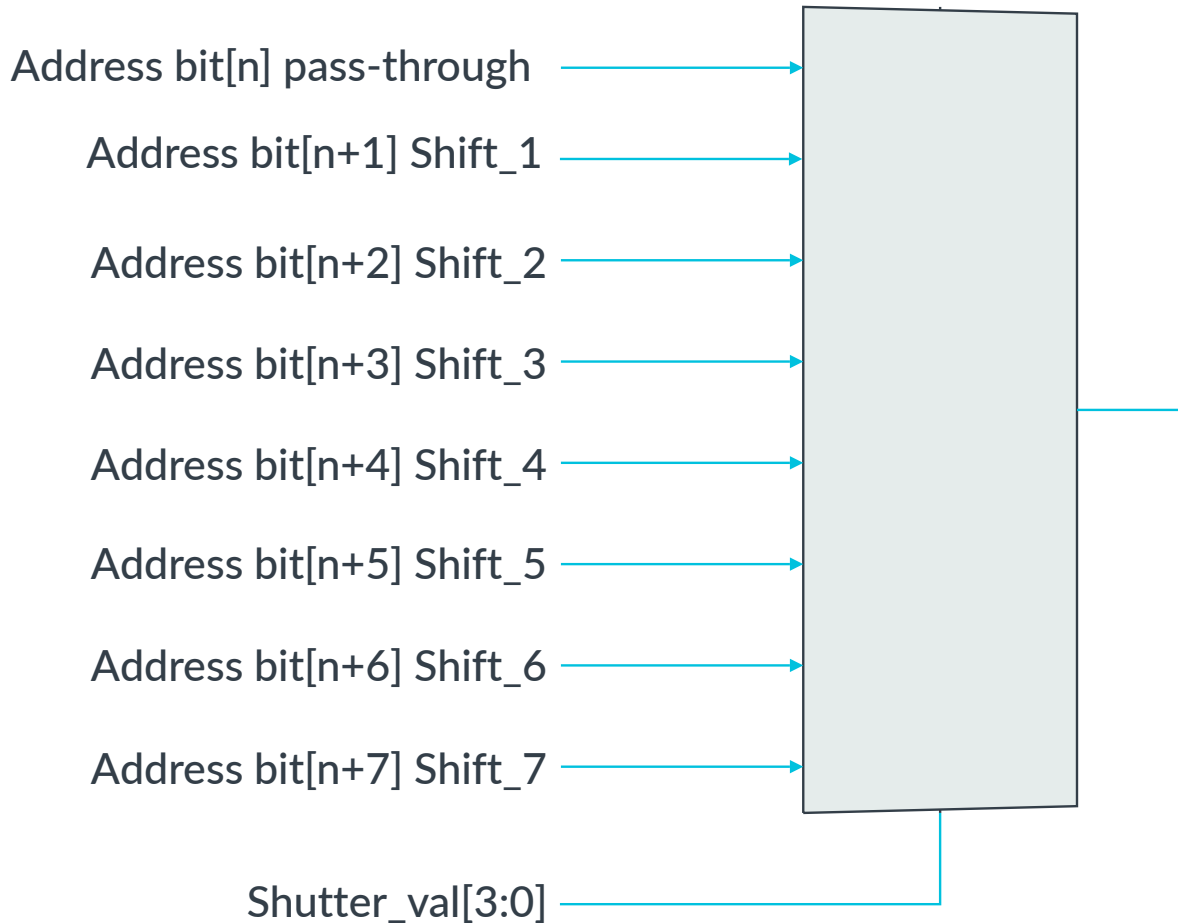 Address bit[n] pass-through
Address bit[n+1] Shift_1
Address bit[n+2] Shift_2
Address bit[n+3] Shift_3
Address bit[n+4] Shift_4
Address bit[n+5] Shift_5
Address bit[n+6] Shift_6
Address bit[n+7] Shift_7
Shutter_val[3:0]